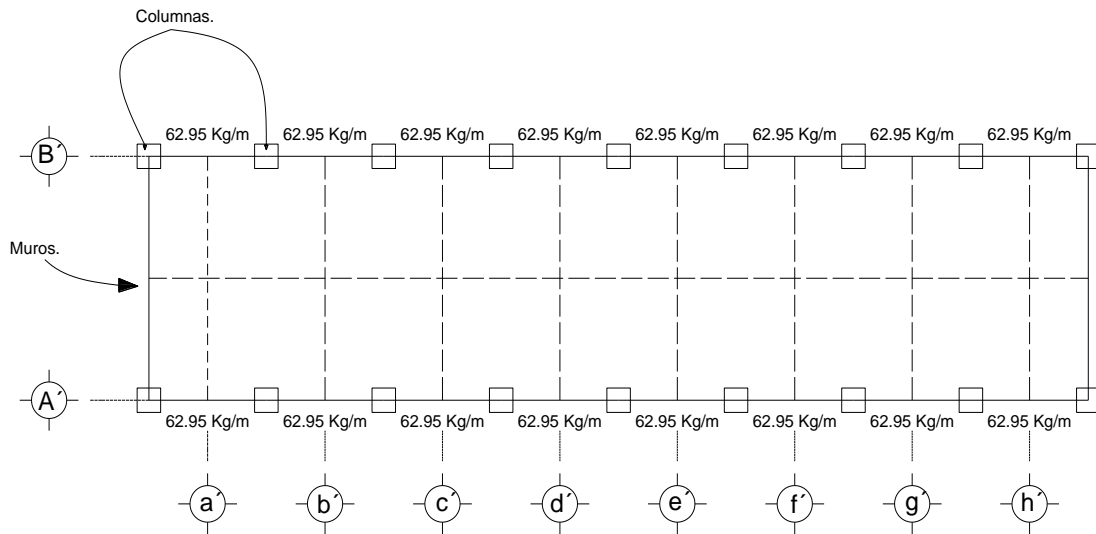 Columnas.
62.95 Kg/m 62.95 Kg/m 62.95 Kg/m 62.95 Kg/m 62.95 Kg/m 62.95 Kg/m 62.95 Kg/m 62.95 Kg/m
B´
Muros.
A´
62.95 Kg/m 62.95 Kg/m 62.95 Kg/m 62.95 Kg/m 62.95 Kg/m 62.95 Kg/m 62.95 Kg/m 62.95 Kg/m
a´ b´ c´ d´ e´ f´ g´ h´